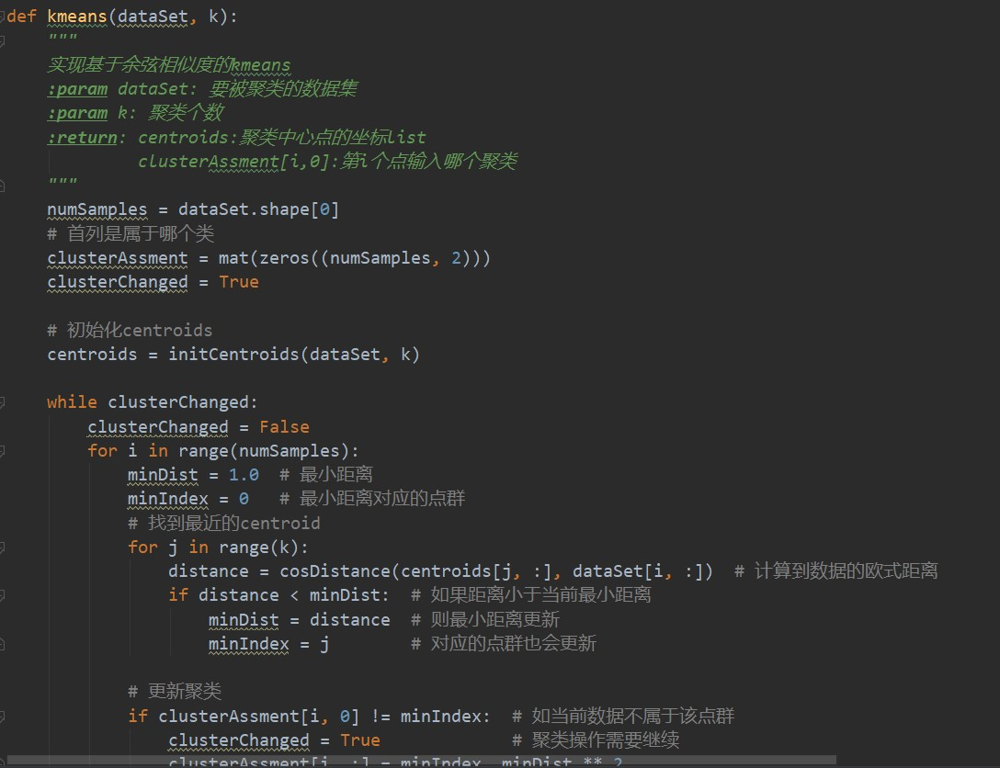 def kmeans(dataSet, k):
"""
实现基于余弦相似度的kmeans
:param dataSet: 要被聚类的数据集
:param k: 聚类个数
:return: centroids:聚类中心点的坐标list
clusterAssment[i,0]:第i个点输入哪个聚类
"""
numSamples = dataSet.shape[0]
# 首列是属于哪个类
clusterAssment = mat(zeros((numSamples, 2)))
clusterChanged = True
# 初始化centroids
centroids = initCentroids(dataSet, k)
while clusterChanged:
clusterChanged = False
for i in range(numSamples):
minDist = 1.0 # 最小距离
minIndex = 0 # 最小距离对应的点群
# 找到最近的centroid
for j in range(k):
distance = cosDistance(centroids[j, :], dataSet[i, :]) # 计算到数据的欧式距离
if distance < minDist: # 如果距离小于当前最小距离
minDist = distance # 则最小距离更新
minIndex = j # 对应的点群也会更新
# 更新聚类
if clusterAssment[i, 0] != minIndex: # 如当前数据不属于该点群
clusterChanged = True # 聚类操作需要继续
clusterAssment[i, :] = minIndex, minDist ** 2